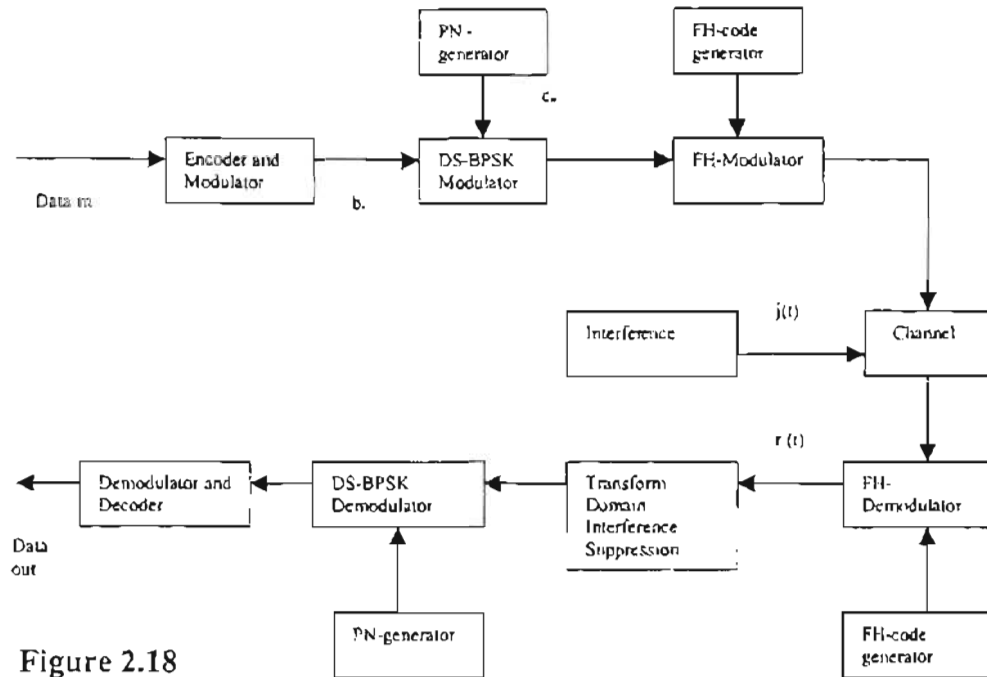 PN -
generator
FH-code
generator
c.
Encoder and
Modulator
DS-BPSK
Modulator
FH-Modulator
Data in
b.
Interference
j(t)
Channel
r (t)
Demodulator and
Decoder
DS-BPSK
Demodulator
Transform
Domain
Interference
Suppression
FH-
Demodulator
Data
out
PN-generator
FH-code
generator
Figure 2.18